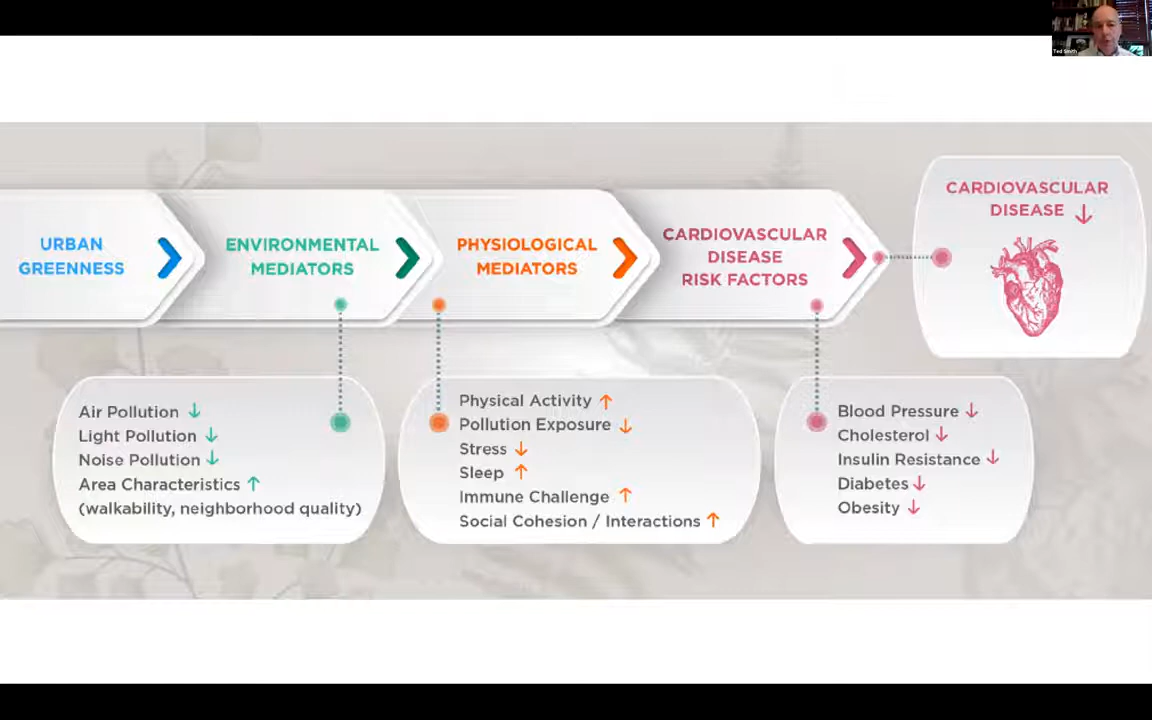 Ted Smith
URBAN
GREENNESS
ENVIRONMENTAL
MEDIATORS
PHYSIOLOGICAL
MEDIATORS
CARDIOVASCULAR
DISEASE
RISK FACTORS
CARDIOVASCULAR
DISEASE ↓
Air Pollution ↓
Light Pollution ↓
Noise Pollution ↓
Area Characteristics ↑
(walkability, neighborhood quality)
Physical Activity ↑
Pollution Exposure ↓
Stress ↓
Sleep ↑
Immune Challenge ↑
Social Cohesion / Interactions ↑
Blood Pressure ↓
Cholesterol ↓
Insulin Resistance ↓
Diabetes ↓
Obesity ↓